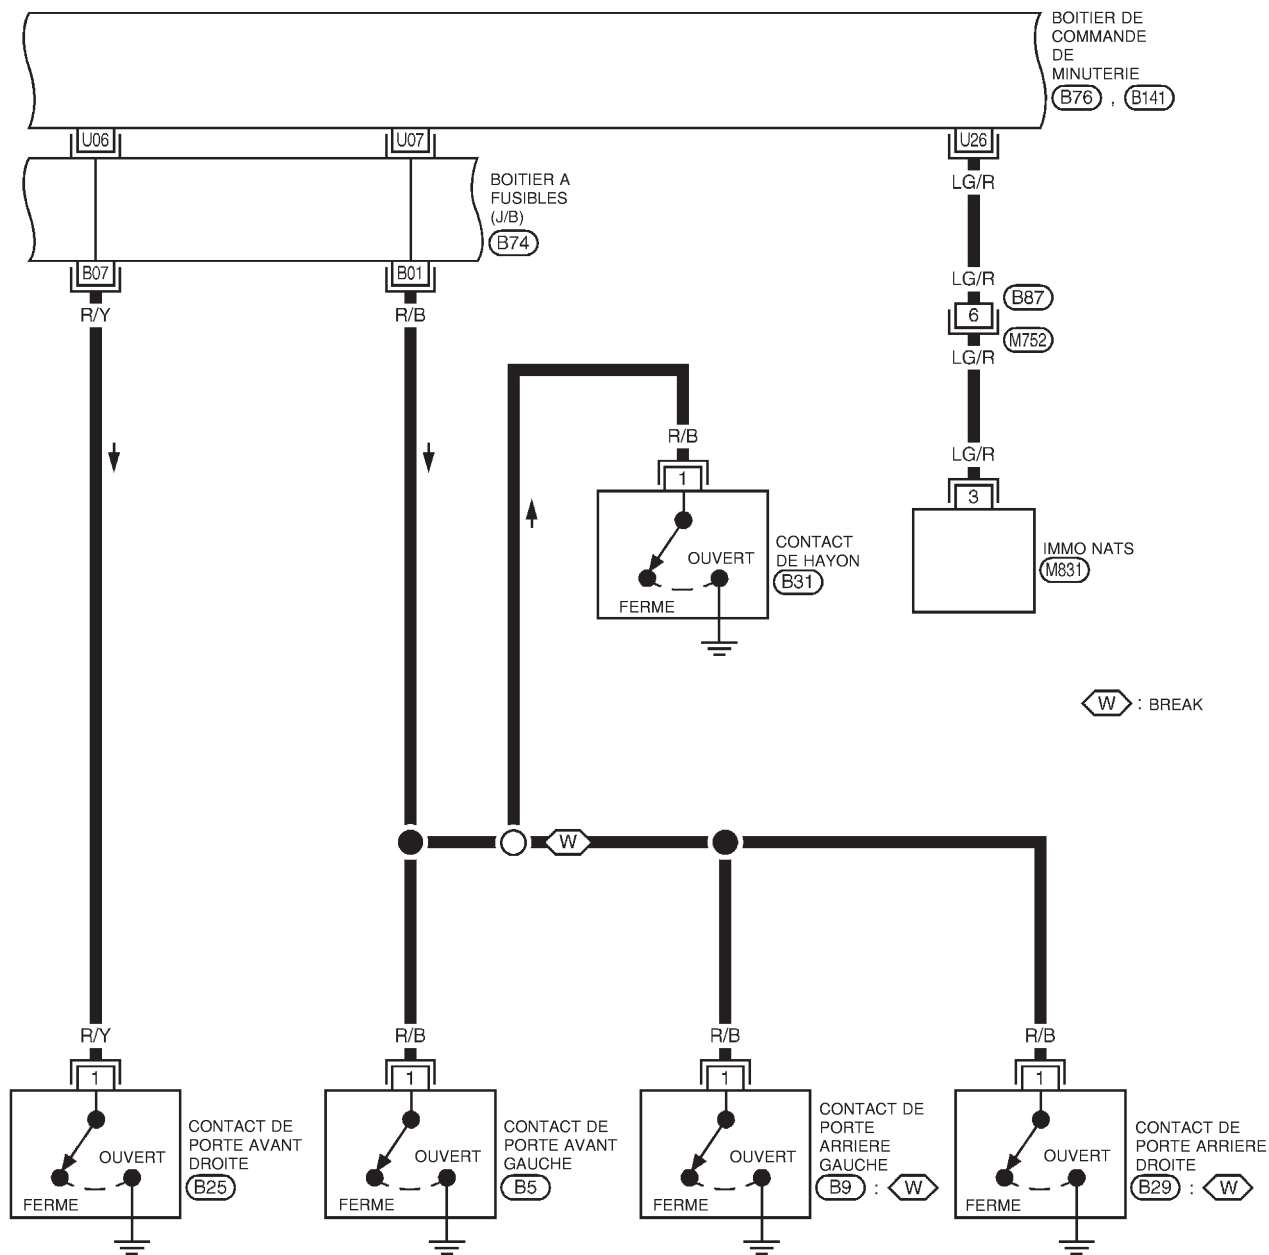 BOITIER DE
COMMANDE
DE
MINUTERIE
B76 , B141
U06
U07
U26
BOITIER A
FUSIBLES
(J/B)
B74
LG/R
B07
B01
R/Y
R/B
LG/R
B87
6
M752
LG/R
R/B
1
LG/R
3
OUVERT
FERME
CONTACT
DE HAYON
B31
IMMO NATS
M831
W : BREAK
W
R/Y
R/B
R/B
R/B
1
1
1
1
OUVERT
FERME
CONTACT DE
PORTE AVANT
DROITE
B25
OUVERT
FERME
CONTACT DE
PORTE AVANT
GAUCHE
B5
OUVERT
FERME
CONTACT DE
PORTE
ARRIERE
GAUCHE
B9 : W
OUVERT
FERME
CONTACT DE
PORTE ARRIERE
DROITE
B29 : W